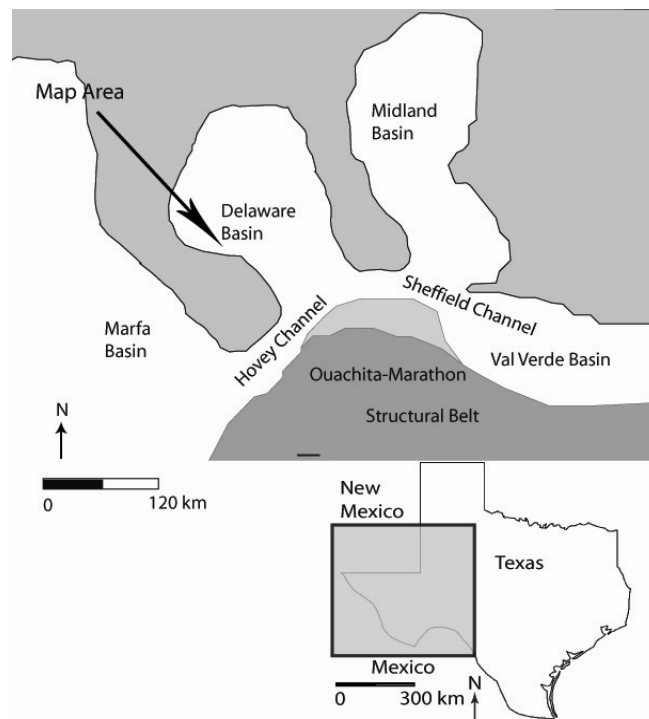 Map Area
Midland
Basin
Delaware
Basin
Sheffield Channel
Marfa
Basin
Hovey Channel
Val Verde Basin
Ouachita-Marathon
Structural Belt
N
0 120 km
New
Mexico
Texas
Mexico
N
0 300 km